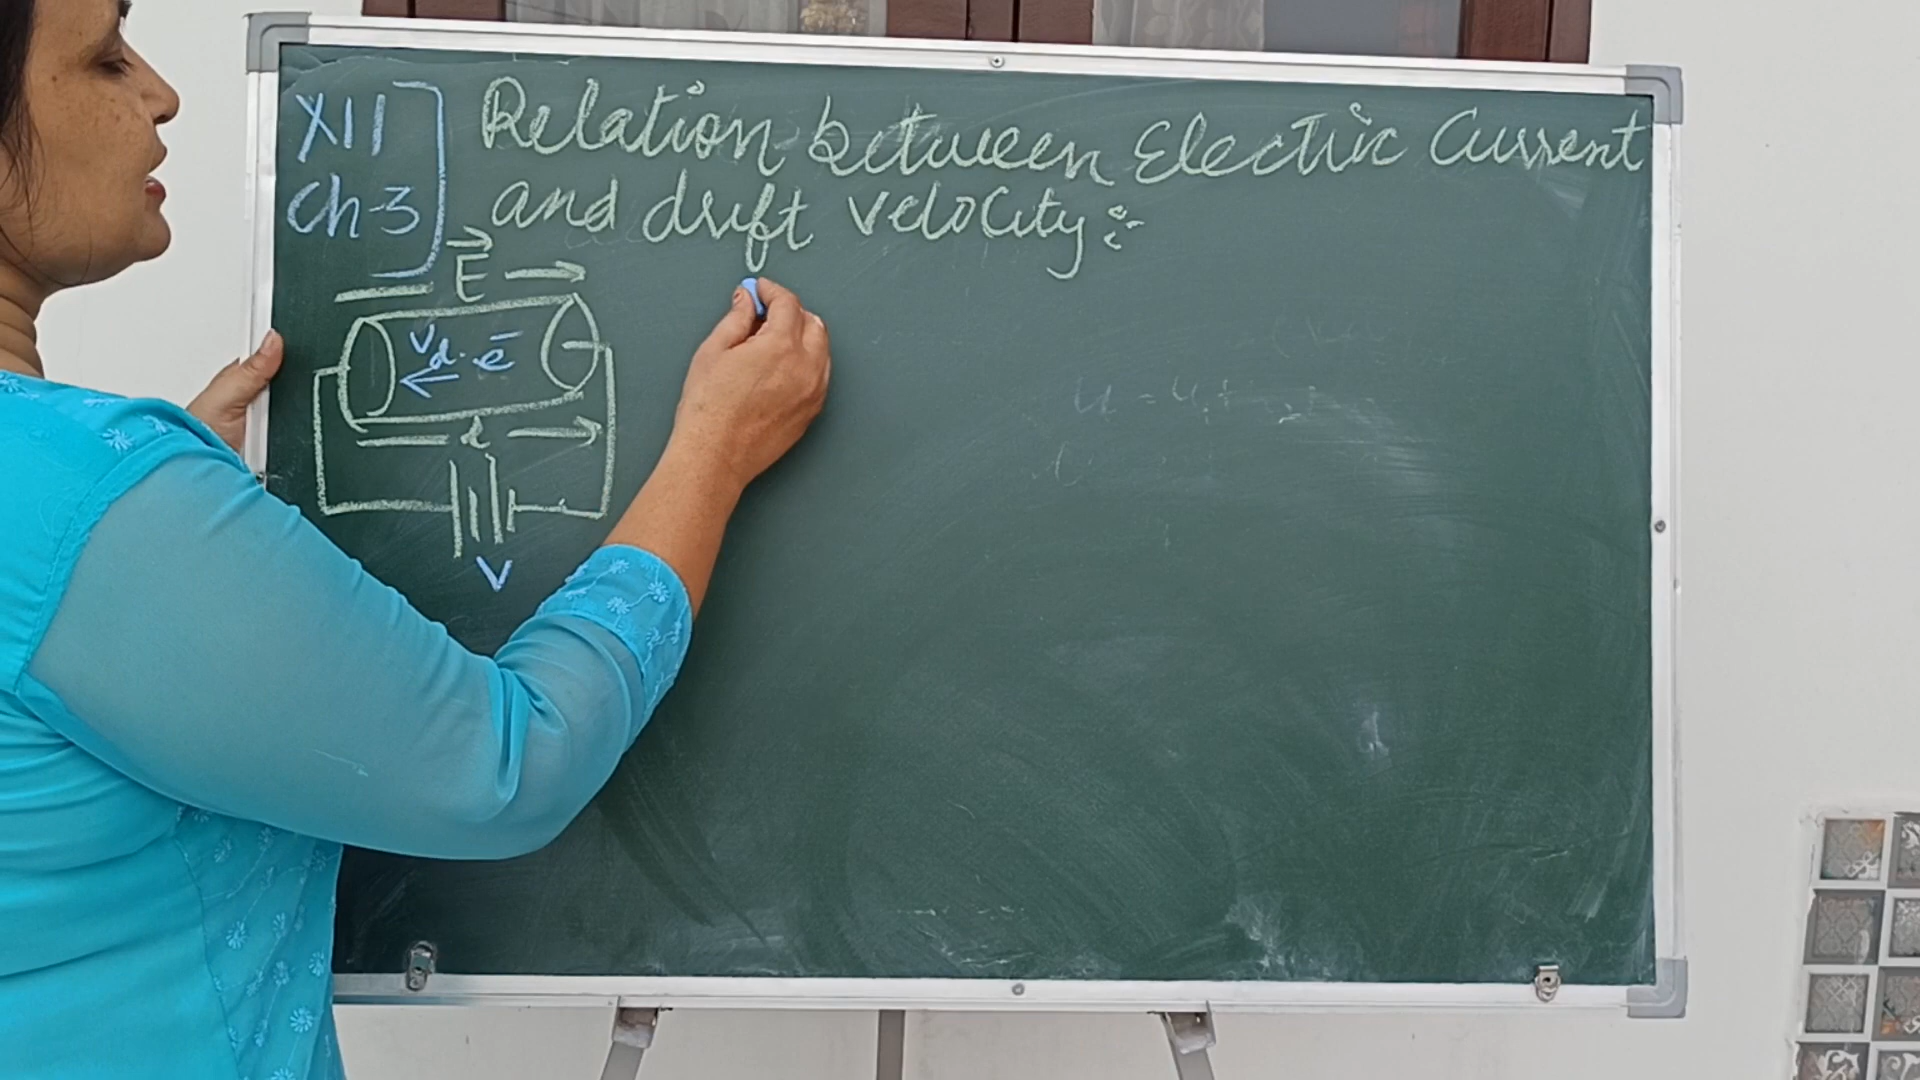 XII
Ch-3
Relation between Electric Current
and drift velocity:-
E
Vd. e
l
V